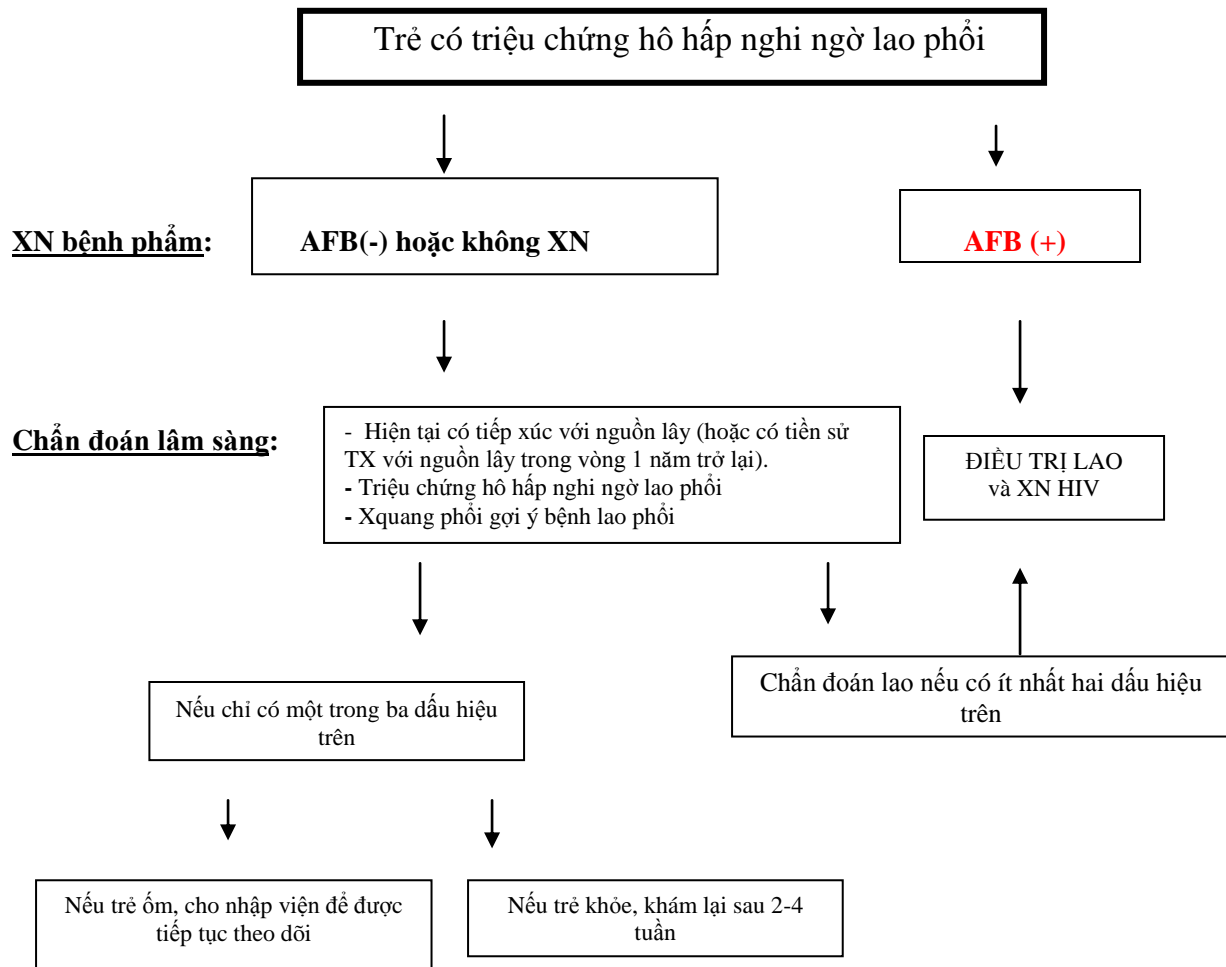 Trẻ có triệu chứng hô hấp nghi ngờ lao phổi
XN bệnh phẩm:
AFB(-) hoặc không XN
AFB (+)
Chẩn đoán lâm sàng:
- Hiện tại có tiếp xúc với nguồn lây (hoặc có tiền sử
TX với nguồn lây trong vòng 1 năm trở lại).
- Triệu chứng hô hấp nghi ngờ lao phổi
- Xquang phổi gợi ý bệnh lao phổi
ĐIỀU TRỊ LAO
và XN HIV
Nếu chỉ có một trong ba dấu hiệu
trên
Chẩn đoán lao nếu có ít nhất hai dấu hiệu
trên
Nếu trẻ ốm, cho nhập viện để được
tiếp tục theo dõi
Nếu trẻ khỏe, khám lại sau 2-4
tuần